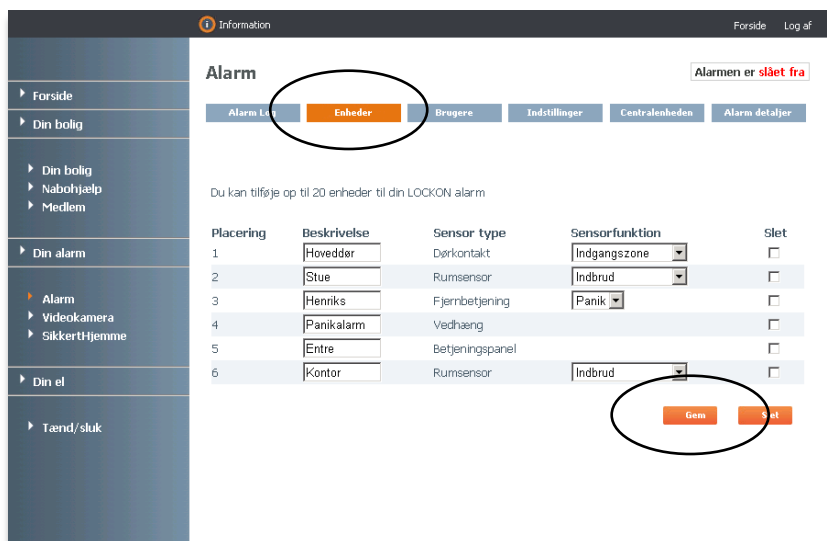 Information Forside Log af
Alarm
Alarmen er slået fra
Forside
Din bolig
Din bolig
Nabohjælp
Medlem
Din alarm
Alarm
Videokamera
SikkertHjemme
Din el
Tænd/sluk
Alarm Log Enheder Brugere Indstillinger Centralenheden Alarm detaljer
Du kan tilføje op til 20 enheder til din LOCKON alarm
Placering Beskrivelse Sensor type Sensorfunktion Slet
1 Hoveddør Dørkontakt Indgangszone
2 Stue Rumsensor Indbrud
3 Henriks Fjernbetjening Panik
4 Panikalarm Vedhæng
5 Entre Betjeningspanel
6 Kontor Rumsensor Indbrud
Gem Slet